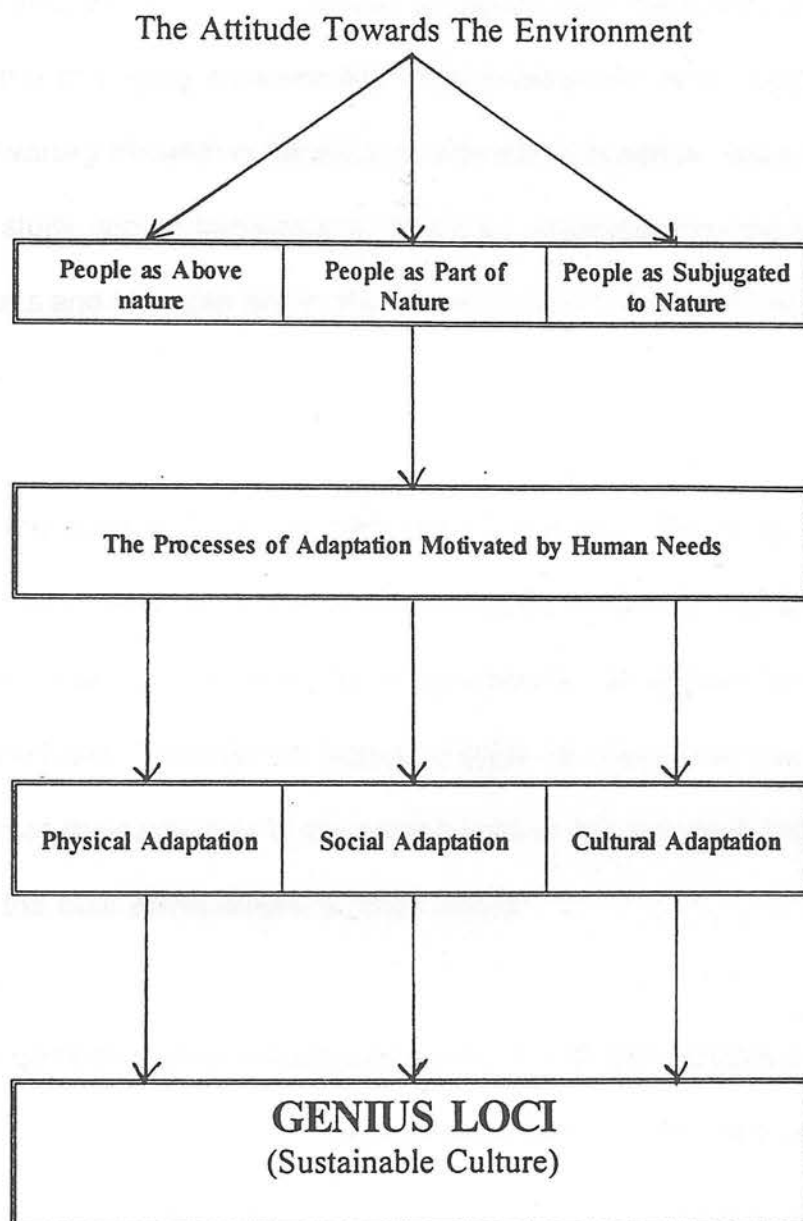 The Attitude Towards The Environment
People as Above
nature
People as Part of
Nature
People as Subjugated
to Nature
The Processes of Adaptation Motivated by Human Needs
Physical Adaptation
Social Adaptation
Cultural Adaptation
GENIUS LOCI
(Sustainable Culture)